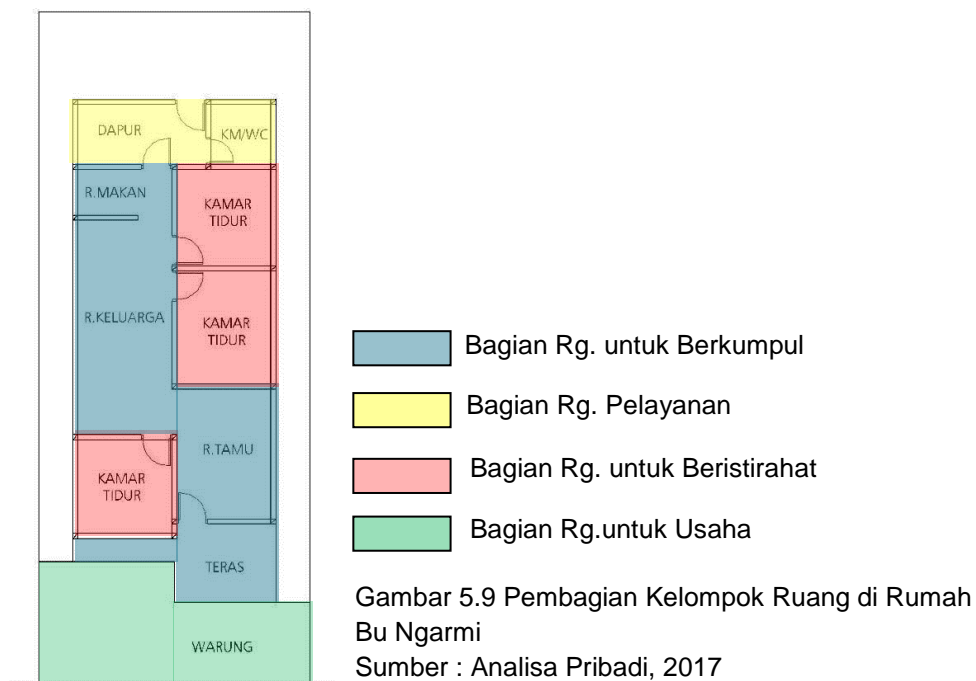 DAPUR
KM/WC
R.MAKAN
KAMAR
TIDUR
R.KELUARGA
KAMAR
TIDUR
R.TAMU
KAMAR
TIDUR
TERAS
WARUNG
Bagian Rg. untuk Berkumpul
Bagian Rg. Pelayanan
Bagian Rg. untuk Beristirahat
Bagian Rg.untuk Usaha
Gambar 5.9 Pembagian Kelompok Ruang di Rumah
Bu Ngarmi
Sumber : Analisa Pribadi, 2017